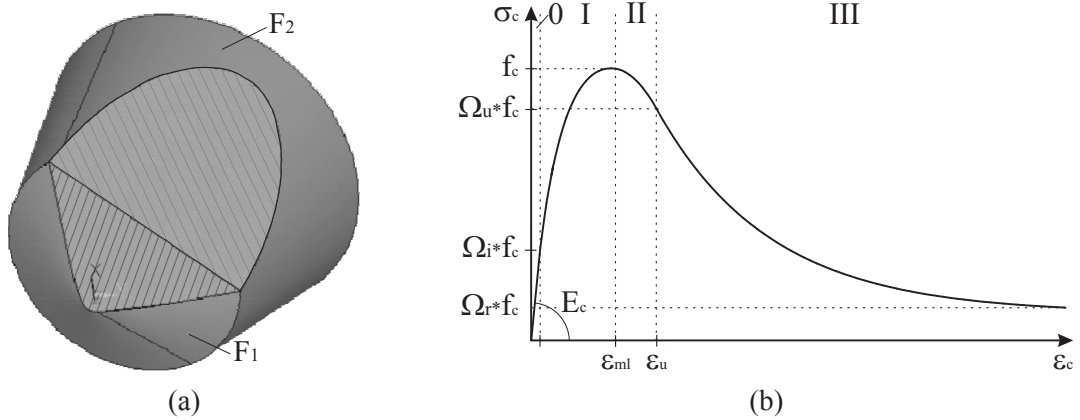 F₂
F₁
X
(a)
σc
0
I
II
III
fc
Ωu*fc
Ωi*fc
Ωr*fc
Ec
εml
εu
εc
(b)